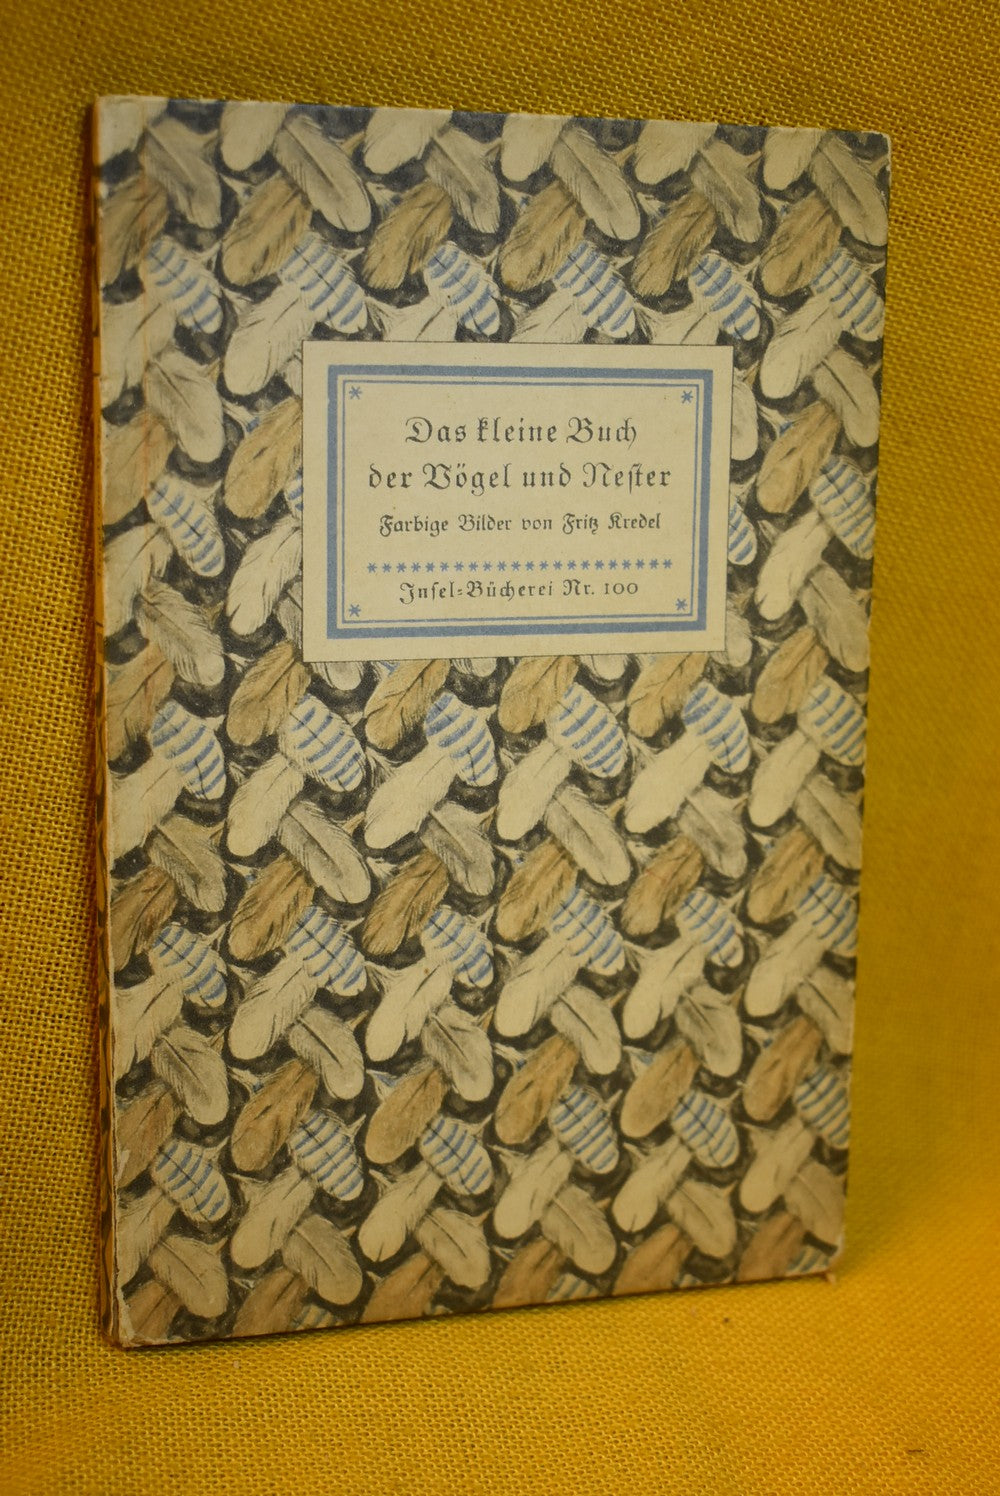 Das kleine Buch
der Vögel und Neſter
Farbige Bilder von Fritz Kredel
Inſel-Bücherei Nr. 100